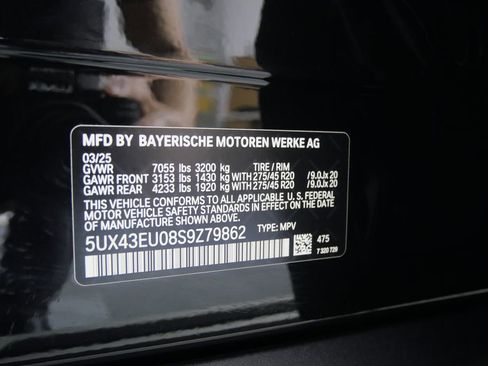 MFD BY BAYERISCHE MOTOREN WERKE AG
03/25
GVWR 7055 lbs 3200 kg TIRE / RIM
GAWR FRONT 3153 lbs 1430 kg WITH 275/45 R20 /9.0Jx 20
GAWR REAR 4233 lbs 1920 kg WITH 275/45 R20 /9.0Jx 20
THIS VEHICLE CONFORMS TO ALL APPLICABLE U. S. FEDERAL
MOTOR VEHICLE SAFETY STANDARDS IN EFFECT ON THE DATE
OF MANUFACTURE SHOWN ABOVE.
5UX43EU08S9Z79862 TYPE: MPV
475
7 320 729